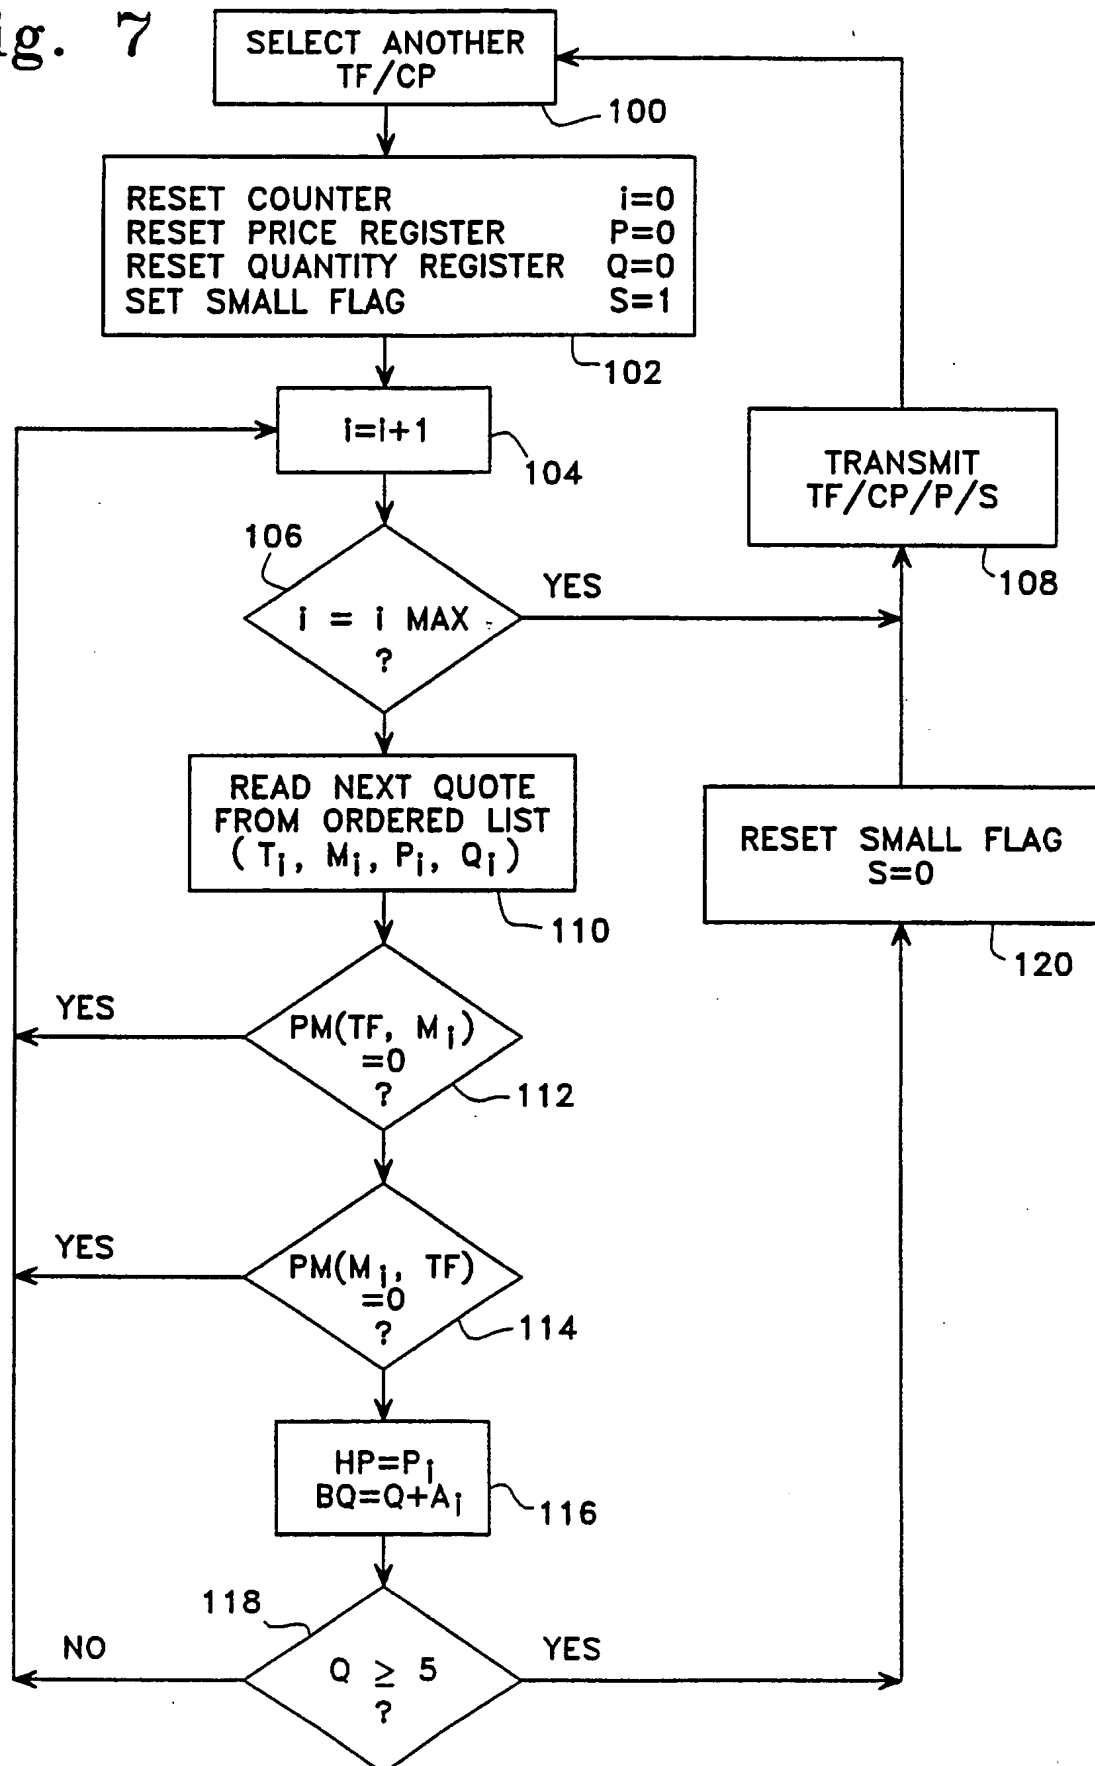 ig. 7
SELECT ANOTHER
TF/CP
100
RESET COUNTER i=0
RESET PRICE REGISTER P=0
RESET QUANTITY REGISTER Q=0
SET SMALL FLAG S=1
102
i=i+1
104
TRANSMIT
TF/CP/P/S
108
106
i = i MAX
?
YES
READ NEXT QUOTE
FROM ORDERED LIST
(Ti, Mi, Pi, Qi)
110
RESET SMALL FLAG
S=0
120
YES
PM(TF, Mi)
=0
?
112
YES
PM(Mi, TF)
=0
?
114
HP=Pi
BQ=Q+Ai
116
118
NO
Q ≥ 5
?
YES